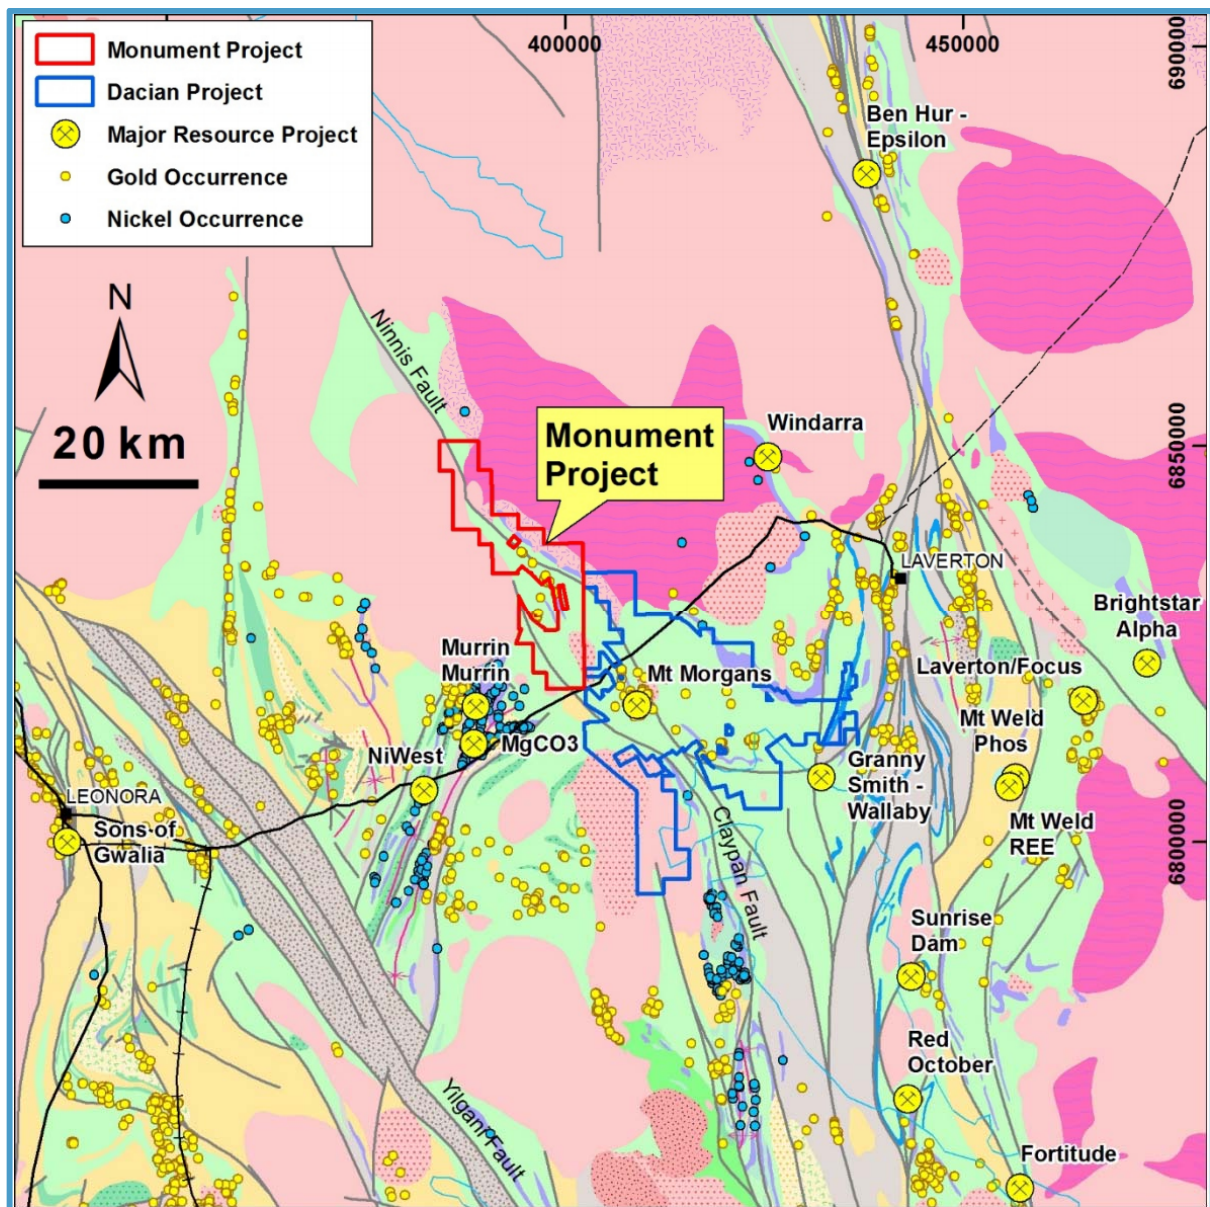 Monument Project
Dacian Project
Major Resource Project
Gold Occurrence
Nickel Occurrence
400000
450000
6900000
Ben Hur -
Epsilon
N
20 km
Ninnis Fault
Monument
Project
Windarra
6850000
LAVERTON
Brightstar
Alpha
Murrin
Murrin
Mt Morgans
Laverton/Focus
MgCO3
Mt Weld
Phos
NiWest
Granny
Smith -
Wallaby
LEONORA
Sons of
Gwalia
Claypan Fault
Mt Weld
REE
6800000
Sunrise
Dam
Red
October
Yilgani Fault
Fortitude